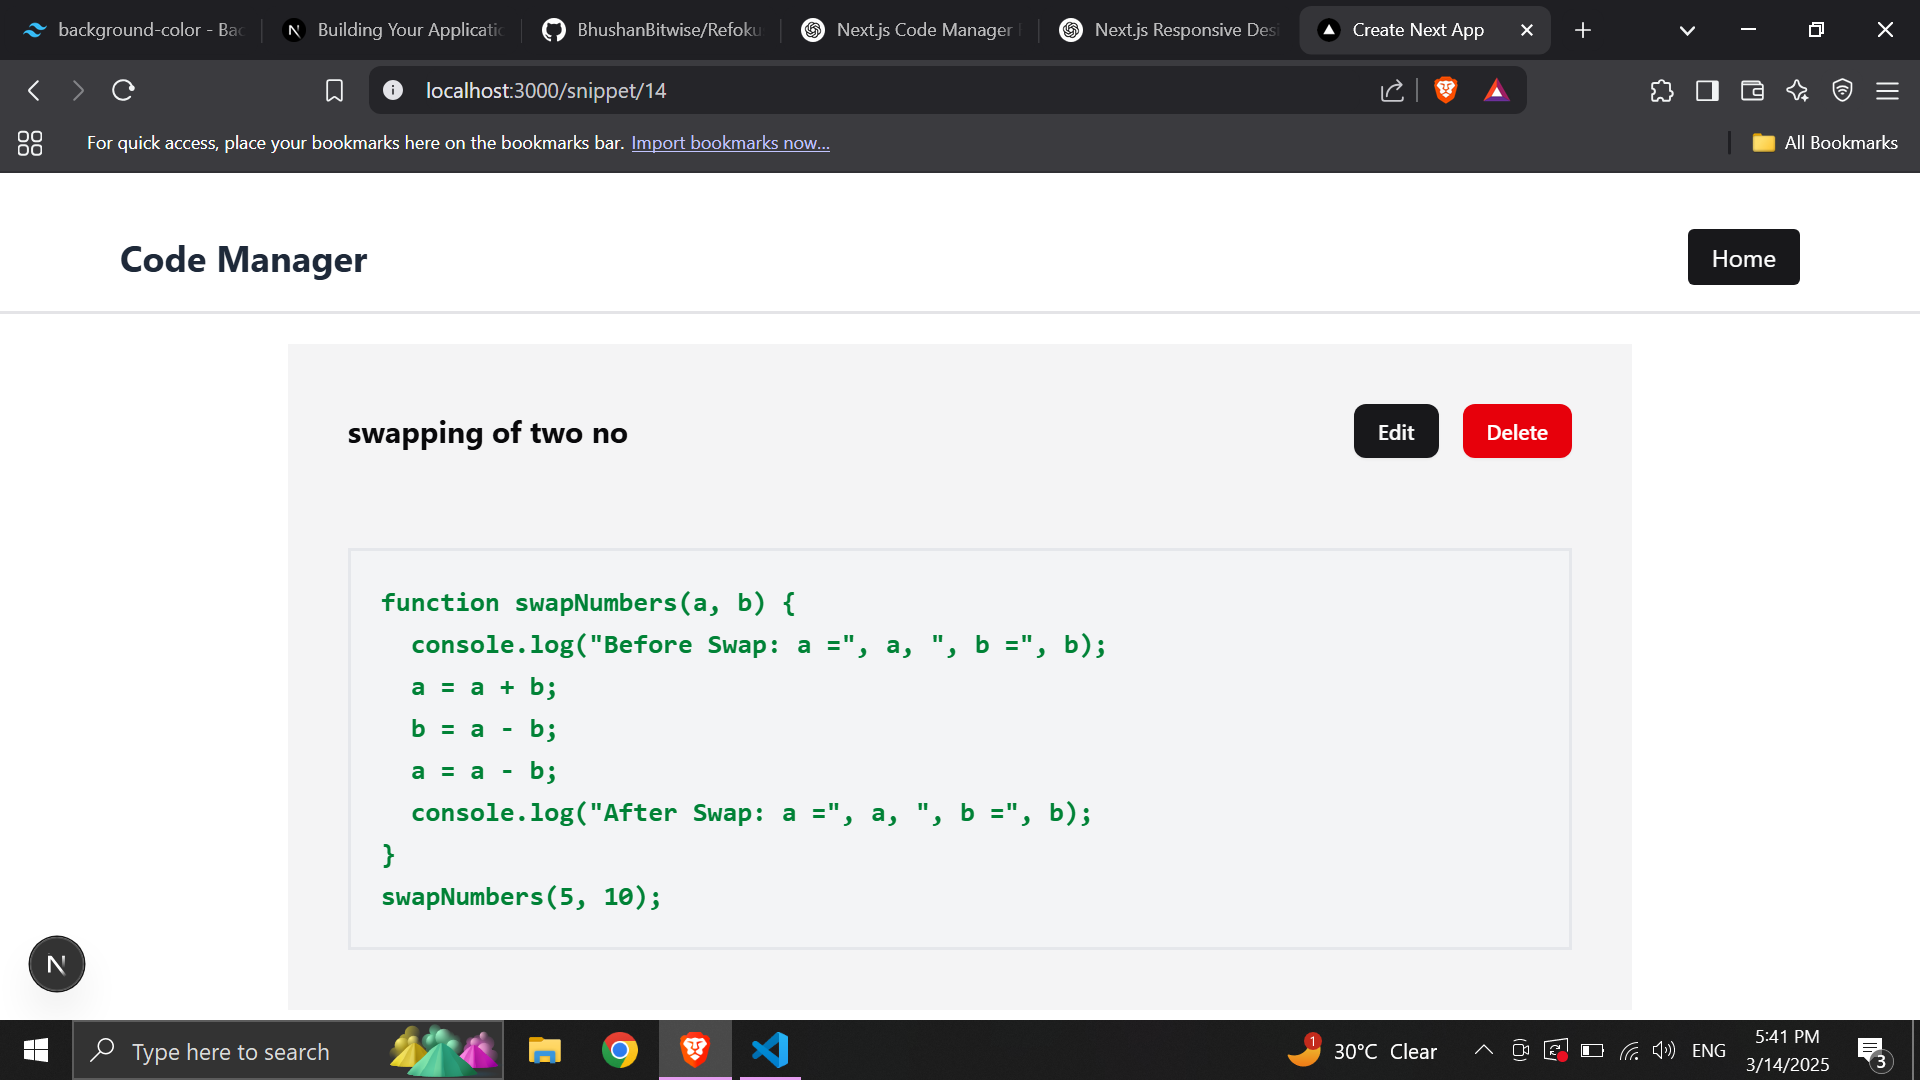 background-color - Bac
Building Your Applicatio
BhushanBitwise/Refoku
Next.js Code Manager
Next.js Responsive Desi
Create Next App
localhost:3000/snippet/14
For quick access, place your bookmarks here on the bookmarks bar. Import bookmarks now...
All Bookmarks
Code Manager
Home
swapping of two no
Edit
Delete
function swapNumbers(a, b) {
  console.log("Before Swap: a =", a, ", b =", b);
  a = a + b;
  b = a - b;
  a = a - b;
  console.log("After Swap: a =", a, ", b =", b);
}
swapNumbers(5, 10);
N
Type here to search
1
30°C Clear
ENG
5:41 PM
3/14/2025
3